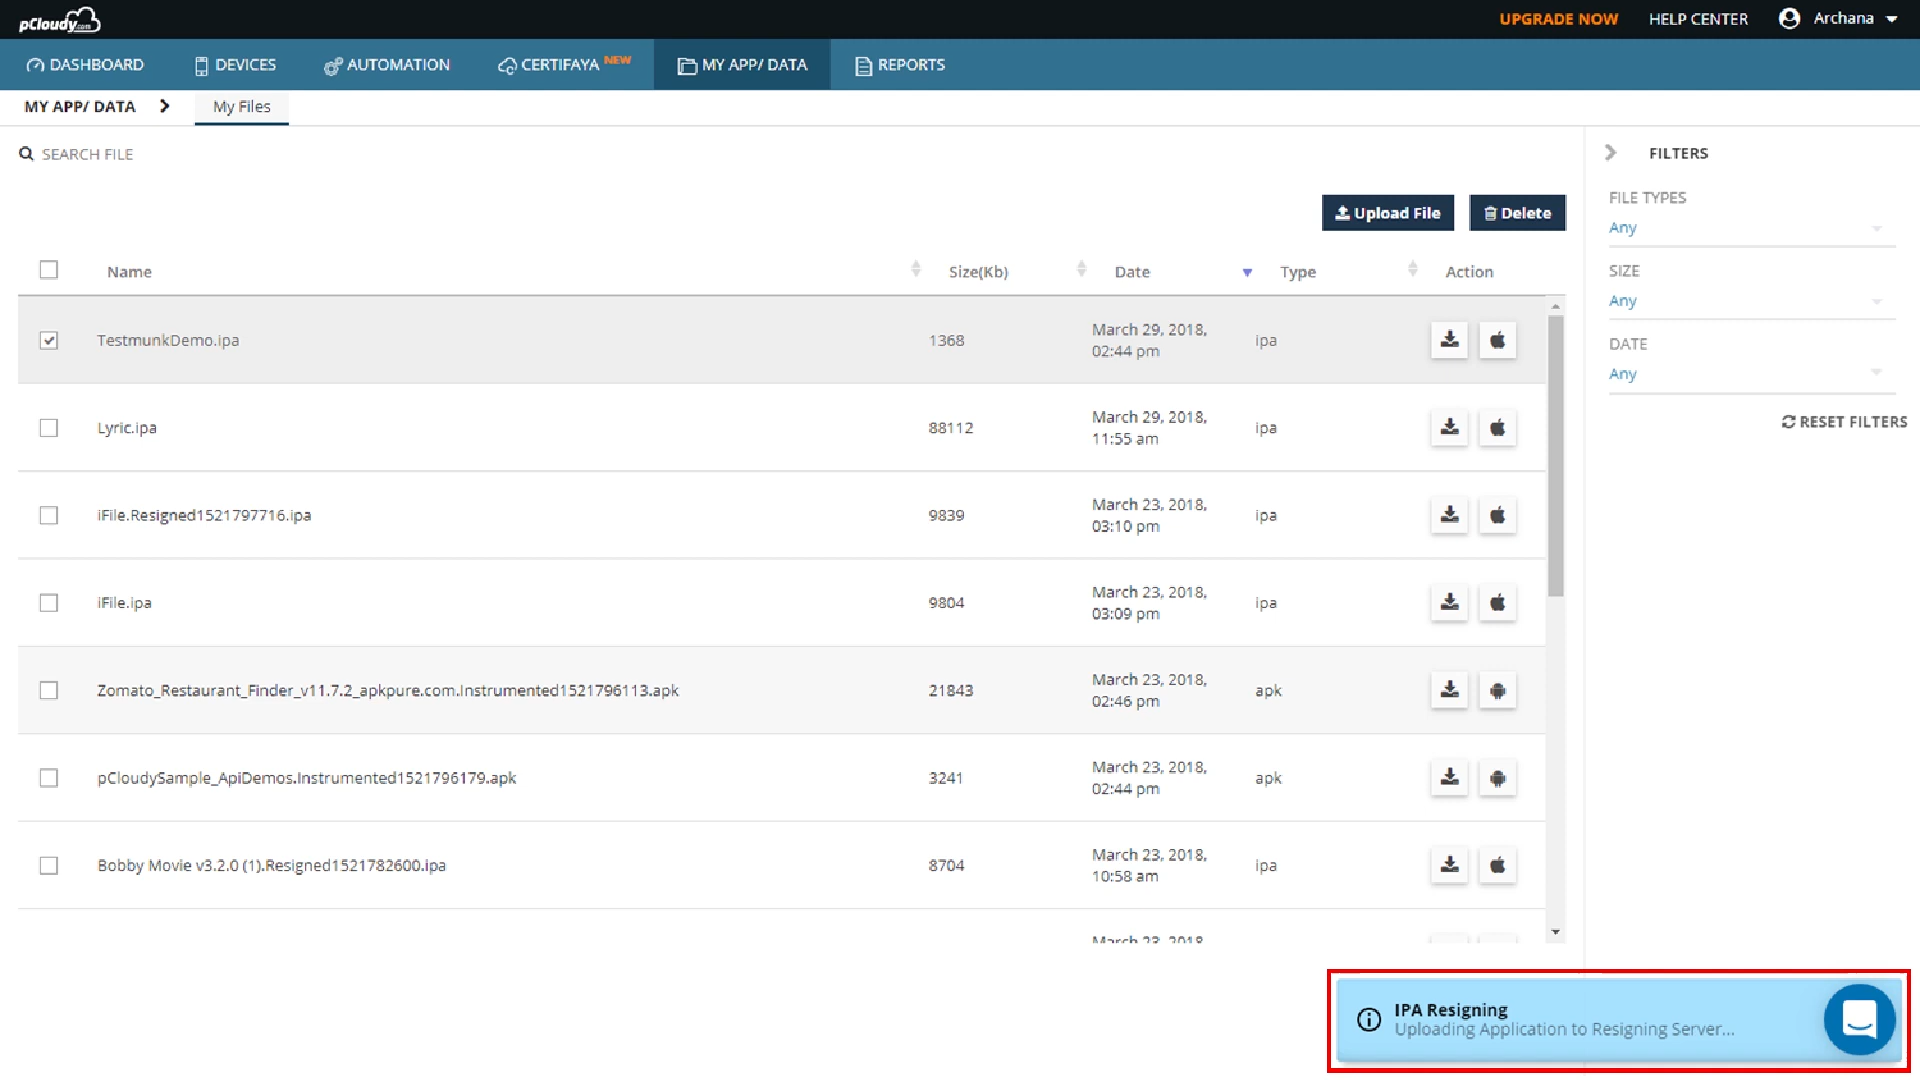 pCloudy.com
UPGRADE NOW HELP CENTER Archana
DASHBOARD DEVICES AUTOMATION CERTIFAYA NEW MY APP/ DATA REPORTS
MY APP/ DATA My Files
SEARCH FILE
FILTERS
FILE TYPES
Any
SIZE
Any
DATE
Any
RESET FILTERS
Upload File Delete
Name Size(Kb) Date Type Action
TestmunkDemo.ipa 1368 March 29, 2018, 02:44 pm ipa
Lyric.ipa 88112 March 29, 2018, 11:55 am ipa
iFile.Resigned1521797716.ipa 9839 March 23, 2018, 03:10 pm ipa
iFile.ipa 9804 March 23, 2018, 03:09 pm ipa
Zomato_Restaurant_Finder_v11.7.2_apkpure.com.Instrumented1521796113.apk 21843 March 23, 2018, 02:46 pm apk
pCloudySample_ApiDemos.Instrumented1521796179.apk 3241 March 23, 2018, 02:44 pm apk
Bobby Movie v3.2.0 (1).Resigned1521782600.ipa 8704 March 23, 2018, 10:58 am ipa
March 23, 2018
IPA Resigning
Uploading Application to Resigning Server...